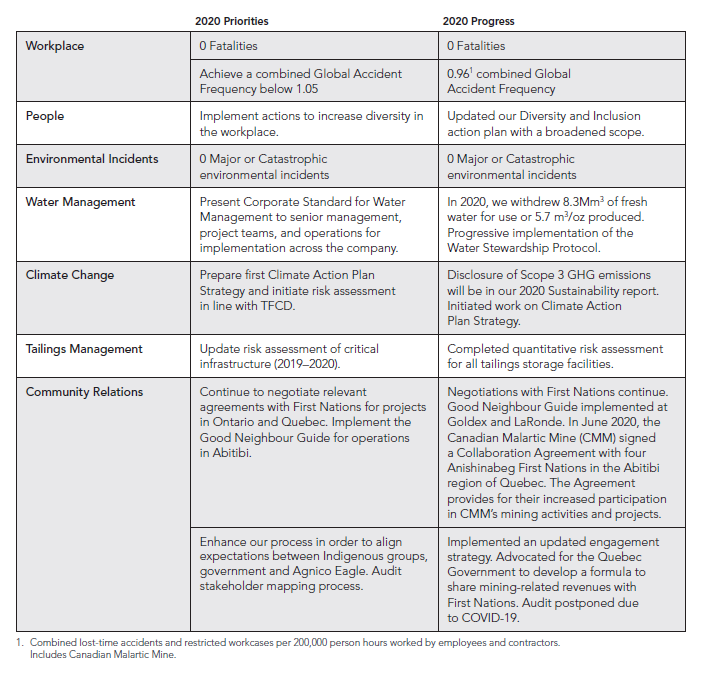 2020 Priorities
2020 Progress
Workplace
0 Fatalities
0 Fatalities
Achieve a combined Global Accident
Frequency below 1.05
0.96¹ combined Global
Accident Frequency
People
Implement actions to increase diversity in
the workplace.
Updated our Diversity and Inclusion
action plan with a broadened scope.
Environmental Incidents
0 Major or Catastrophic
environmental incidents
0 Major or Catastrophic
environmental incidents
Water Management
Present Corporate Standard for Water
Management to senior management,
project teams, and operations for
implementation across the company.
In 2020, we withdrew 8.3Mm³ of fresh
water for use or 5.7 m³/oz produced.
Progressive implementation of the
Water Stewardship Protocol.
Climate Change
Prepare first Climate Action Plan
Strategy and initiate risk assessment
in line with TFCD.
Disclosure of Scope 3 GHG emissions
will be in our 2020 Sustainability report.
Initiated work on Climate Action
Plan Strategy.
Tailings Management
Update risk assessment of critical
infrastructure (2019–2020).
Completed quantitative risk assessment
for all tailings storage facilities.
Community Relations
Continue to negotiate relevant
agreements with First Nations for projects
in Ontario and Quebec. Implement the
Good Neighbour Guide for operations
in Abitibi.
Negotiations with First Nations continue.
Good Neighbour Guide implemented at
Goldex and LaRonde. In June 2020, the
Canadian Malartic Mine (CMM) signed
a Collaboration Agreement with four
Anishinabeg First Nations in the Abitibi
region of Quebec. The Agreement
provides for their increased participation
in CMM's mining activities and projects.
Enhance our process in order to align
expectations between Indigenous groups,
government and Agnico Eagle. Audit
stakeholder mapping process.
Implemented an updated engagement
strategy. Advocated for the Quebec
Government to develop a formula to
share mining-related revenues with
First Nations. Audit postponed due
to COVID-19.
1. Combined lost-time accidents and restricted workcases per 200,000 person hours worked by employees and contractors.
Includes Canadian Malartic Mine.